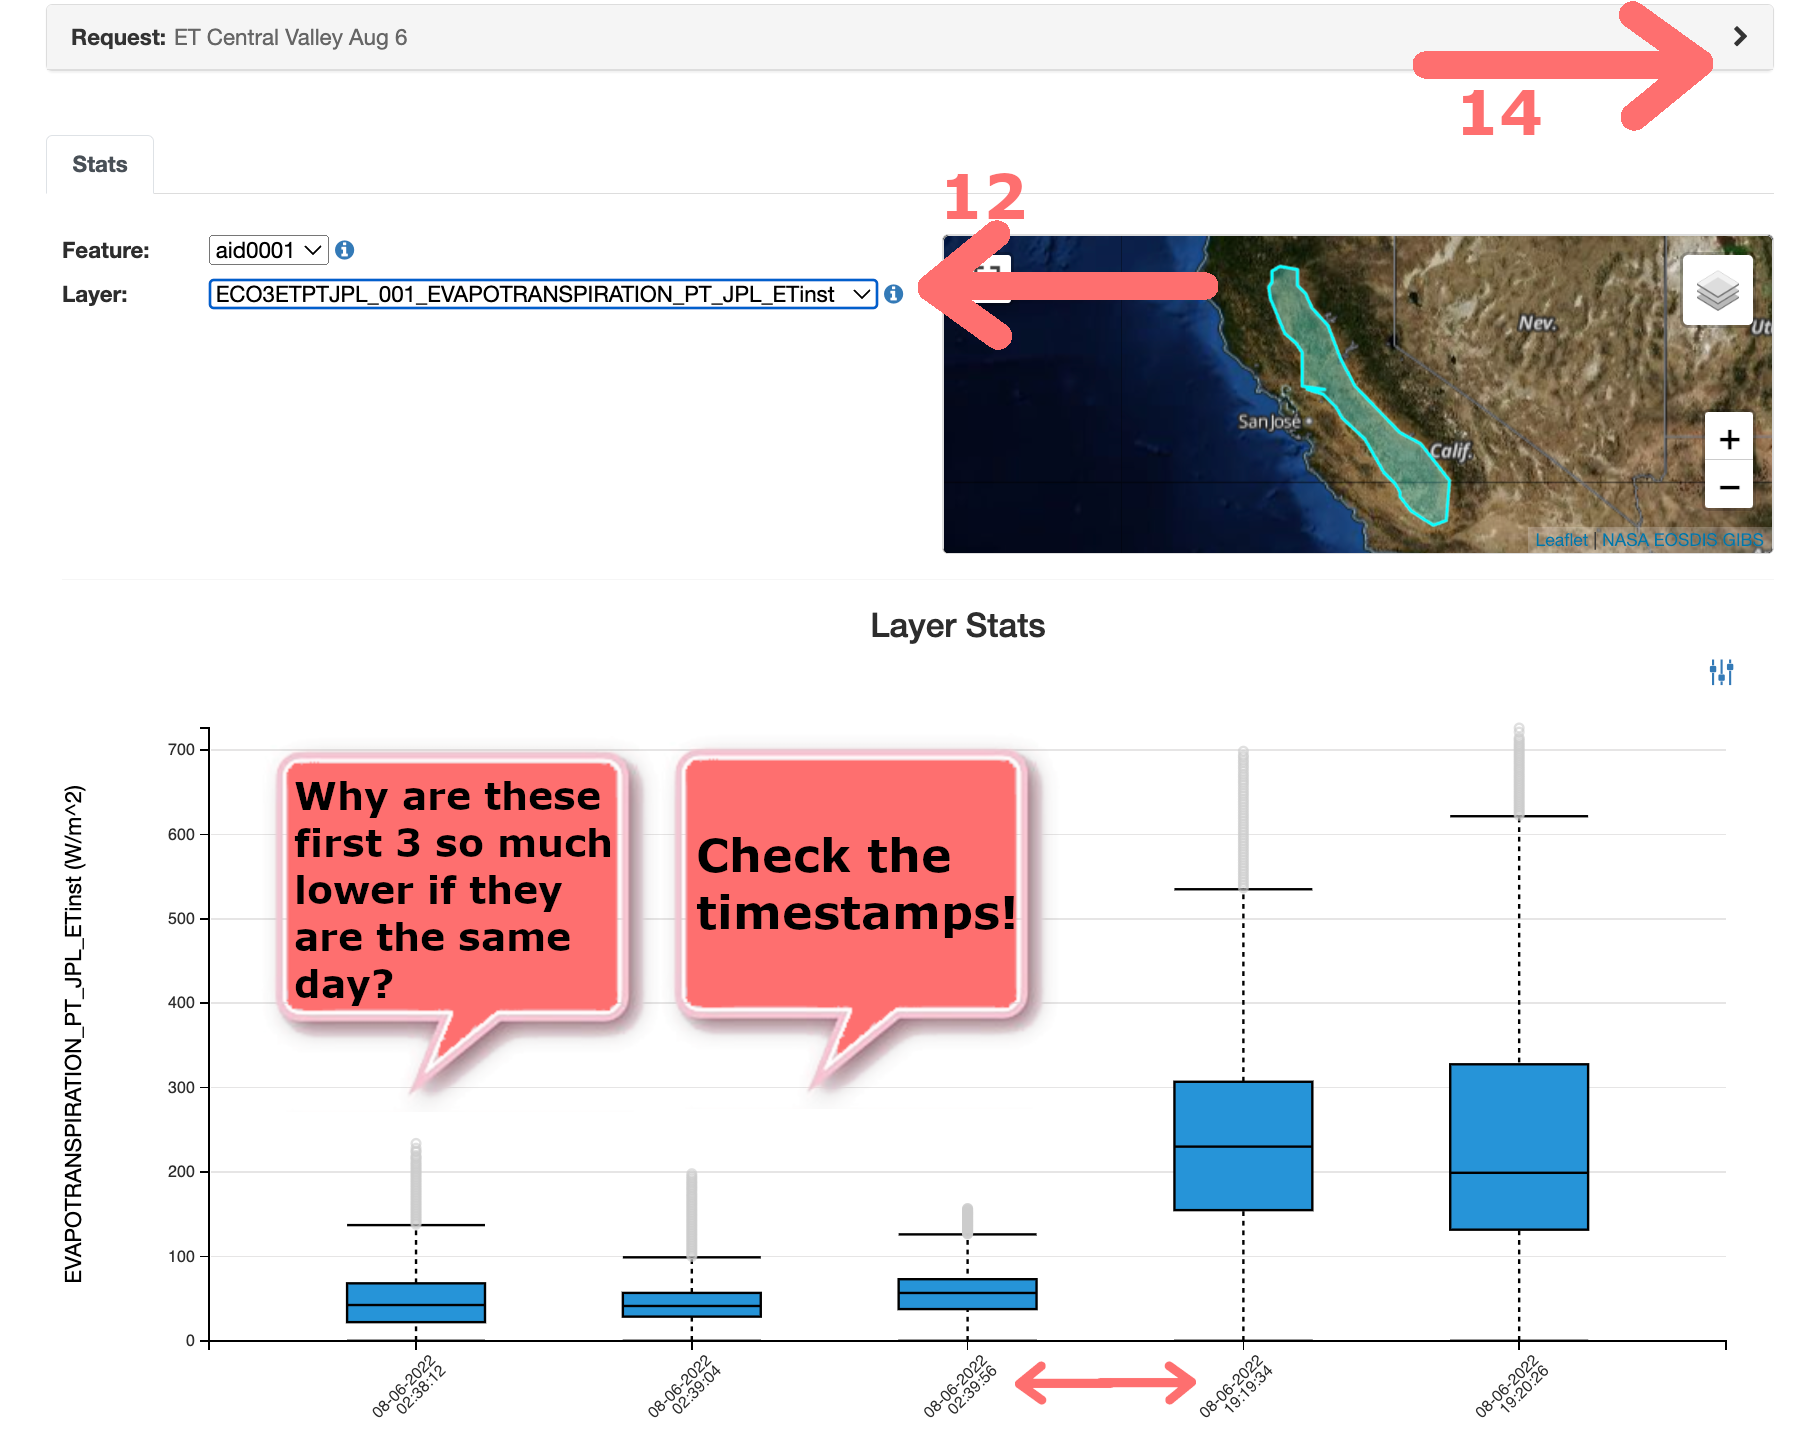 Request: ET Central Valley Aug 6
14
Stats
12
Feature: aid0001
Layer: ECO3ETPTJPL_001_EVAPOTRANSPIRATION_PT_JPL_ETinst
Nev.
Ut
San Jose
Calif.
+
−
Leaflet | NASA EOSDIS GIBS
Layer Stats
EVAPOTRANSPIRATION_PT_JPL_ETinst (W/m^2)
700
600
500
400
300
200
100
0
Why are these
first 3 so much
lower if they
are the same
day?
Check the
timestamps!
08-06-2022
02:38:12
08-06-2022
02:39:04
08-06-2022
02:39:56
08-06-2022
19:19:34
08-06-2022
19:20:26